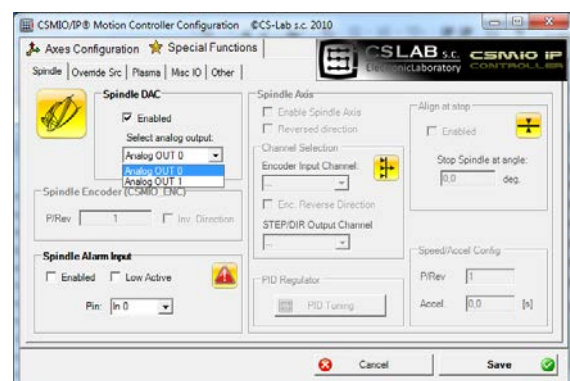 CSMIO/IP® Motion Controller Configuration ©CS-Lab s.c. 2010
Axes Configuration Special Functions
CSLAB s.c.
ElectronicLaboratory
CSMIO IP
CONTROLLER
Spindle Override Src Plasma Misc IO Other
Spindle DAC
Enabled
Select analog output:
Analog OUT 0
Analog OUT 0
Analog OUT 1
Spindle Encoder (CSMIO_ENC)
P/Rev 1 Inv. Direction
Spindle Alarm Input
Enabled Low Active
Pin: In 0
Spindle Axis
Enable Spindle Axis
Reversed direction
Channel Selection
Encoder Input Channel:
...
Enc. Reverse Direction
STEP/DIR Output Channel
...
PID Regulator
PID Tuning
Align at stop
Enabled
Stop Spindle at angle:
0,0 deg.
Speed/Accel Config
P/Rev 1
Accel. 0,0 [s]
Cancel Save